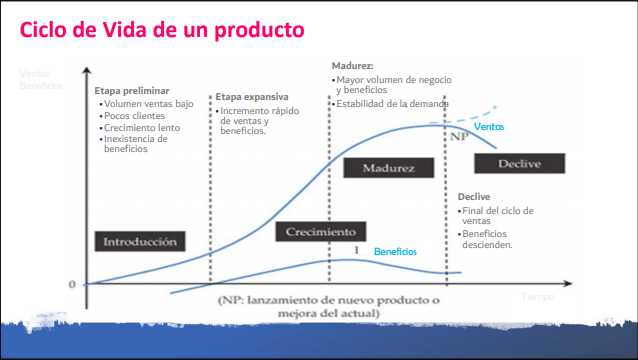 Ciclo de Vida de un producto
Ventas
Beneficios
Etapa preliminar
▪Volumen ventas bajo
▪Pocos clientes
▪Crecimiento lento
▪Inexistencia de
beneficios
Etapa expansiva
▪Incremento rápido
de ventas y
beneficios.
Madurez:
▪Mayor volumen de negocio
y beneficios
▪Estabilidad de la demanda
Ventas
NP
Declive
Madurez
Declive
▪Final del ciclo de
ventas
▪Beneficios
descienden.
Crecimiento
Introducción
Beneficios
0
Tiempo
(NP: lanzamiento de nuevo producto o
mejora del actual)